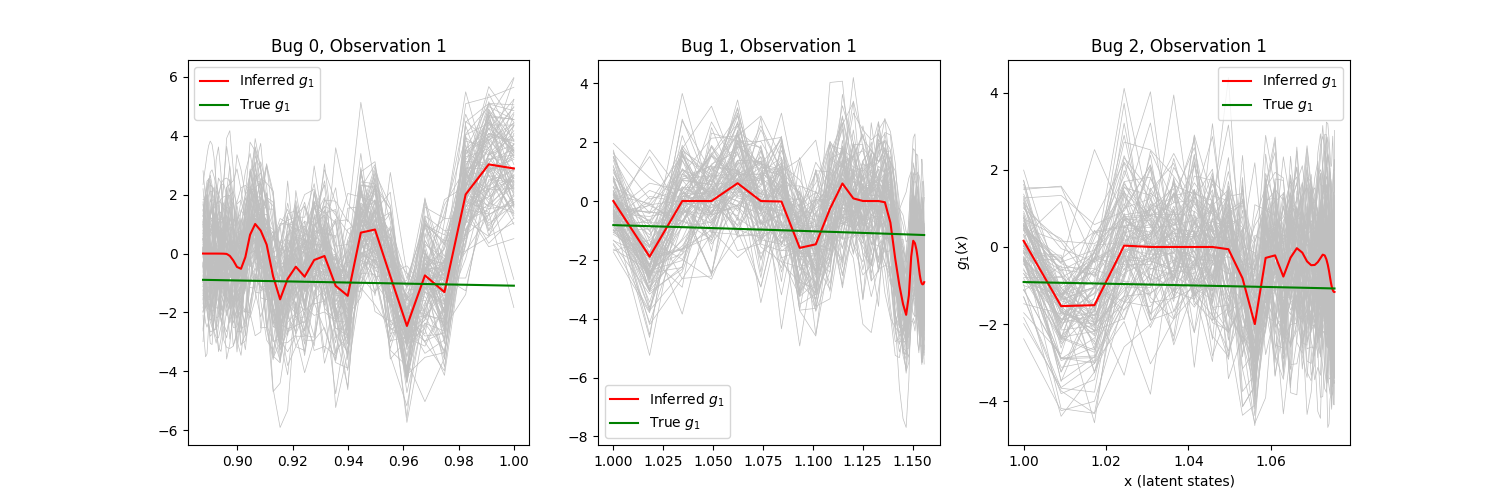 Bug 0, Observation 1
Inferred g₁
True g₁
6
4
2
0
−2
−4
−6
0.90 0.92 0.94 0.96 0.98 1.00
Bug 1, Observation 1
4
2
0
−2
−4
−6
−8
Inferred g₁
True g₁
1.000 1.025 1.050 1.075 1.100 1.125 1.150
Bug 2, Observation 1
Inferred g₁
True g₁
g₁(x)
4
2
0
−2
−4
1.00 1.02 1.04 1.06
x (latent states)